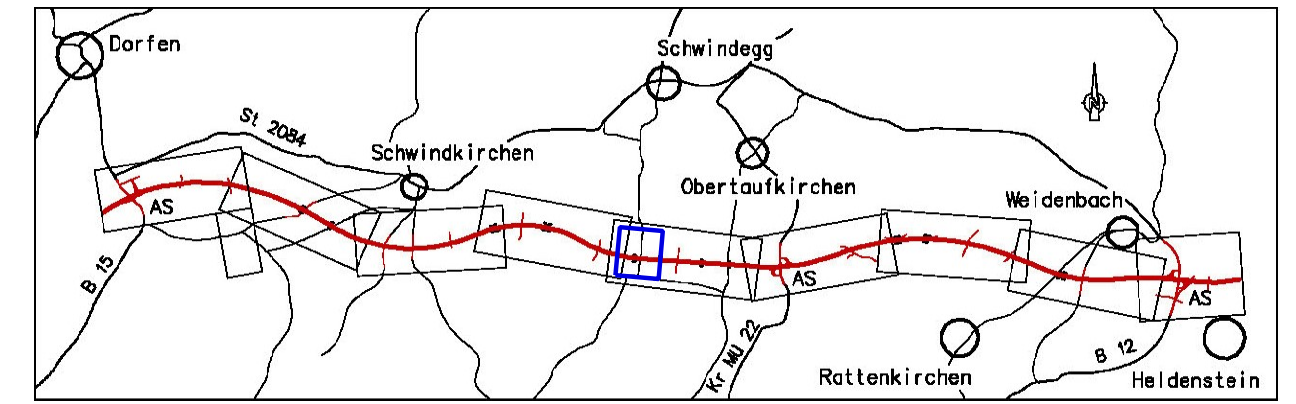 Dorfen
Schwindegg
St 2084
Schwindkirchen
N
Obertaufkirchen
Weidenbach
AS
B 15
AS
AS
Kr MÜ 22
B 12
Rattenkirchen
Heldenstein